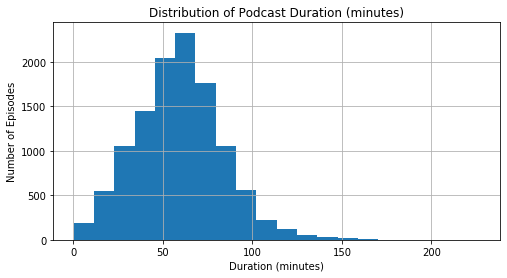 Distribution of Podcast Duration (minutes)
Number of Episodes
2000
1500
1000
500
0
0 50 100 150 200
Duration (minutes)